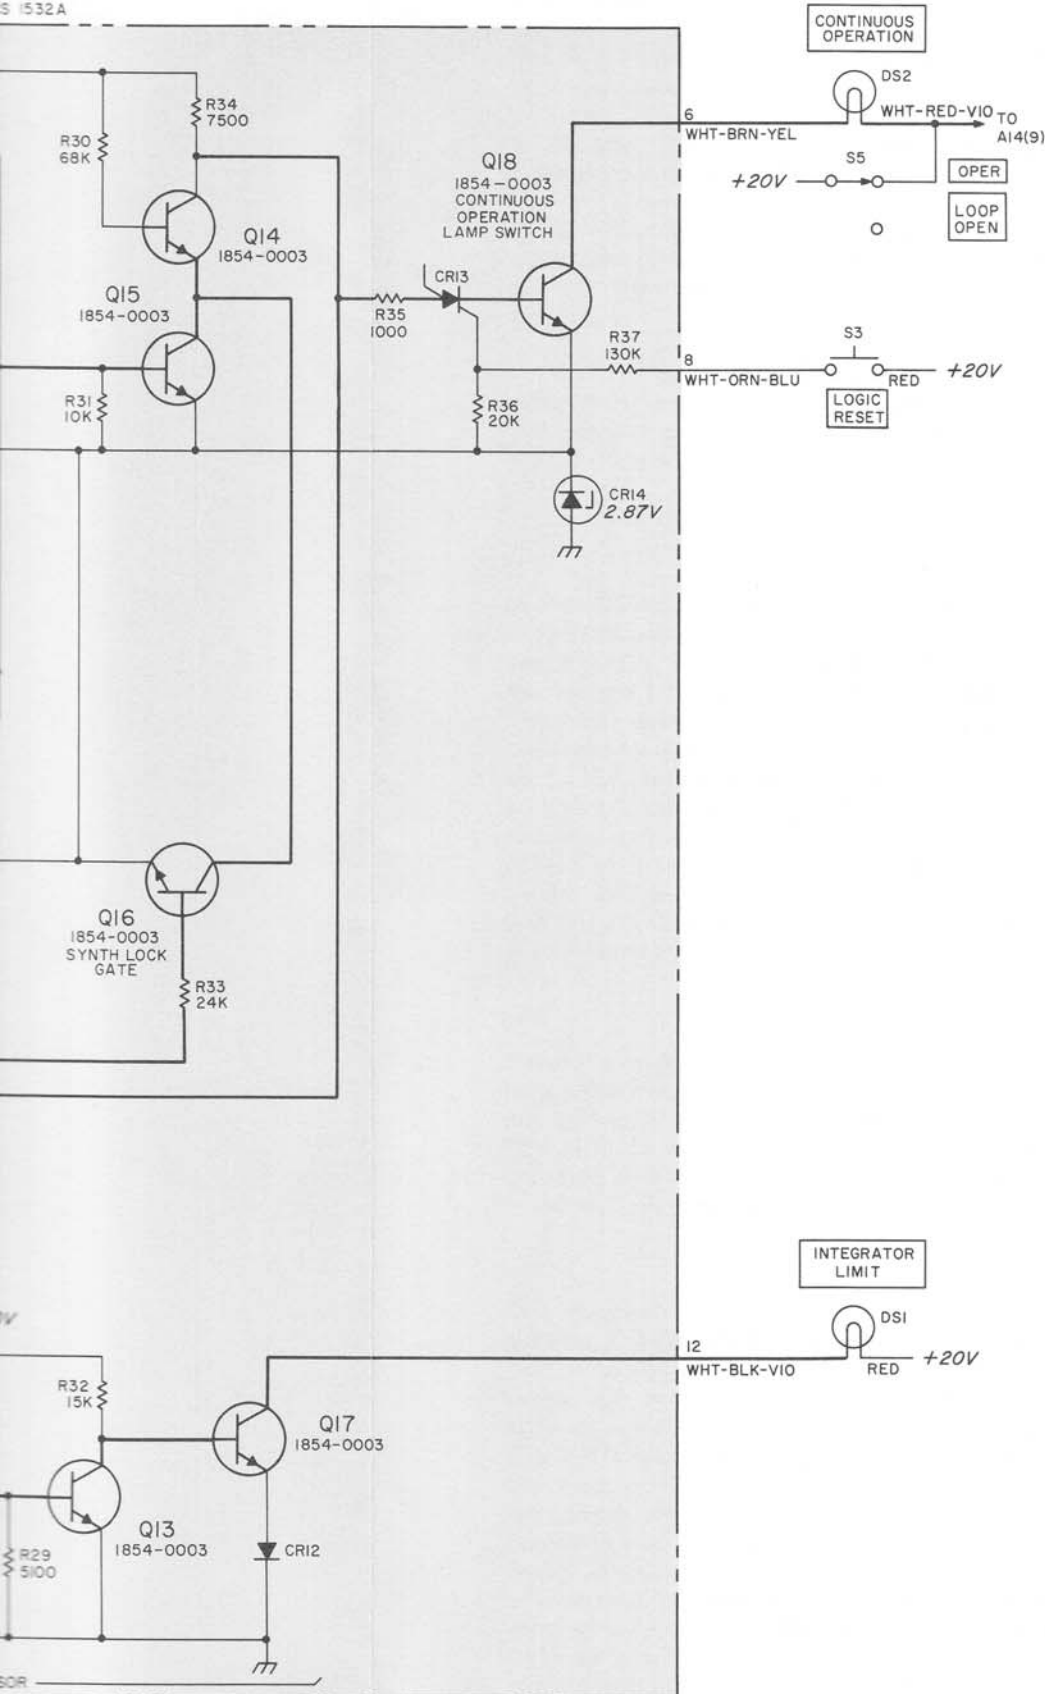 S 1532A
CONTINUOUS
OPERATION
DS2
WHT-RED-VIO
TO
A14(9)
6
WHT-BRN-YEL
S5
+20V
OPER
LOOP
OPEN
R34
7500
R30
68K
Q18
1854-0003
CONTINUOUS
OPERATION
LAMP SWITCH
Q14
1854-0003
Q15
1854-0003
CR13
R35
1000
R37
130K
S3
8
WHT-ORN-BLU
RED
+20V
LOGIC
RESET
R31
10K
R36
20K
CR14
2.87V
Q16
1854-0003
SYNTH LOCK
GATE
R33
24K
INTEGRATOR
LIMIT
DS1
12
WHT-BLK-VIO
RED
+20V
R32
15K
Q17
1854-0003
Q13
1854-0003
R29
5100
CR12
SOR